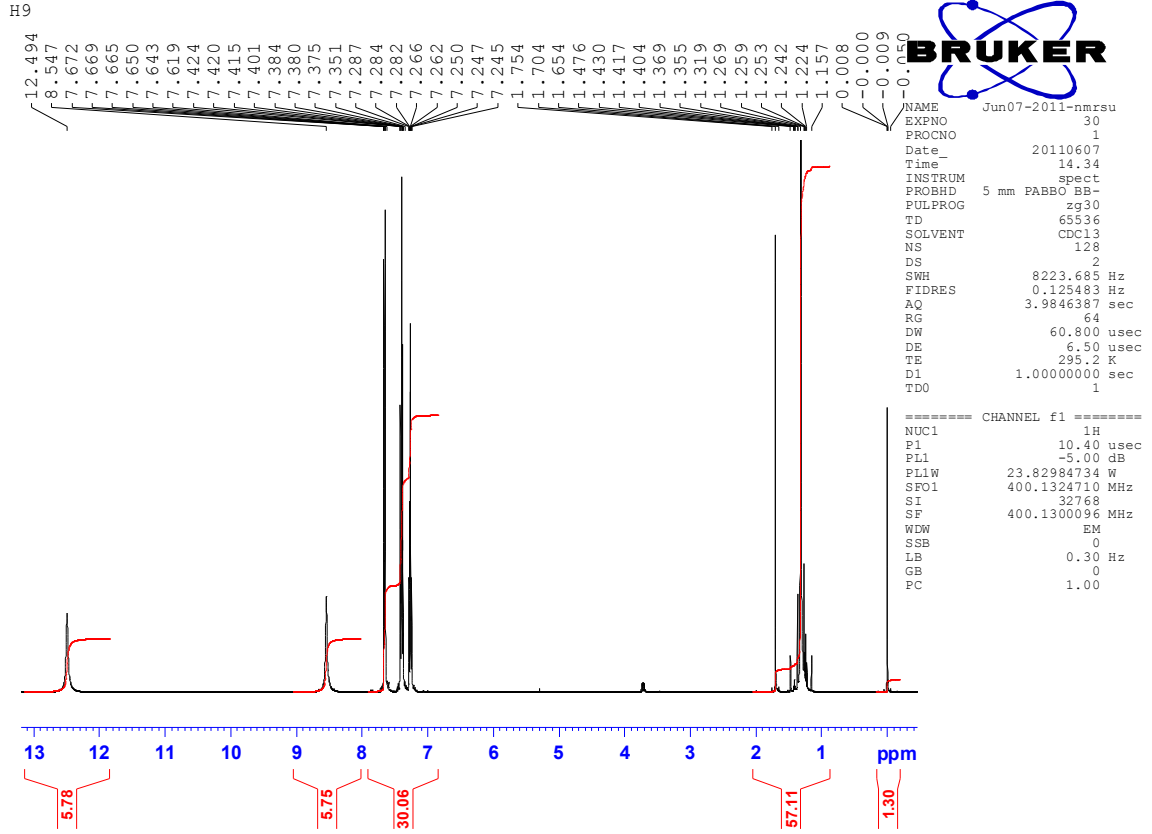 H9
12.494
8.547
7.672
7.669
7.665
7.650
7.643
7.619
7.424
7.420
7.415
7.401
7.384
7.380
7.375
7.351
7.287
7.284
7.282
7.266
7.262
7.250
7.247
7.245
1.754
1.704
1.654
1.476
1.430
1.417
1.404
1.369
1.355
1.319
1.269
1.259
1.253
1.242
1.224
1.157
0.008
-0.000
-0.009
-0.050
BRUKER
NAME Jun07-2011-nmrsu
EXPNO 30
PROCNO 1
Date_ 20110607
Time 14.34
INSTRUM spect
PROBHD 5 mm PABBO BB-
PULPROG zg30
TD 65536
SOLVENT CDCl3
NS 128
DS 2
SWH 8223.685 Hz
FIDRES 0.125483 Hz
AQ 3.9846387 sec
RG 64
DW 60.800 usec
DE 6.50 usec
TE 295.2 K
D1 1.00000000 sec
TD0 1
======== CHANNEL f1 ========
NUC1 1H
P1 10.40 usec
PL1 -5.00 dB
PL1W 23.82984734 W
SFO1 400.1324710 MHz
SI 32768
SF 400.1300096 MHz
WDW EM
SSB 0
LB 0.30 Hz
GB 0
PC 1.00
13 12 11 10 9 8 7 6 5 4 3 2 1 ppm
5.78
5.75
30.06
57.11
1.30